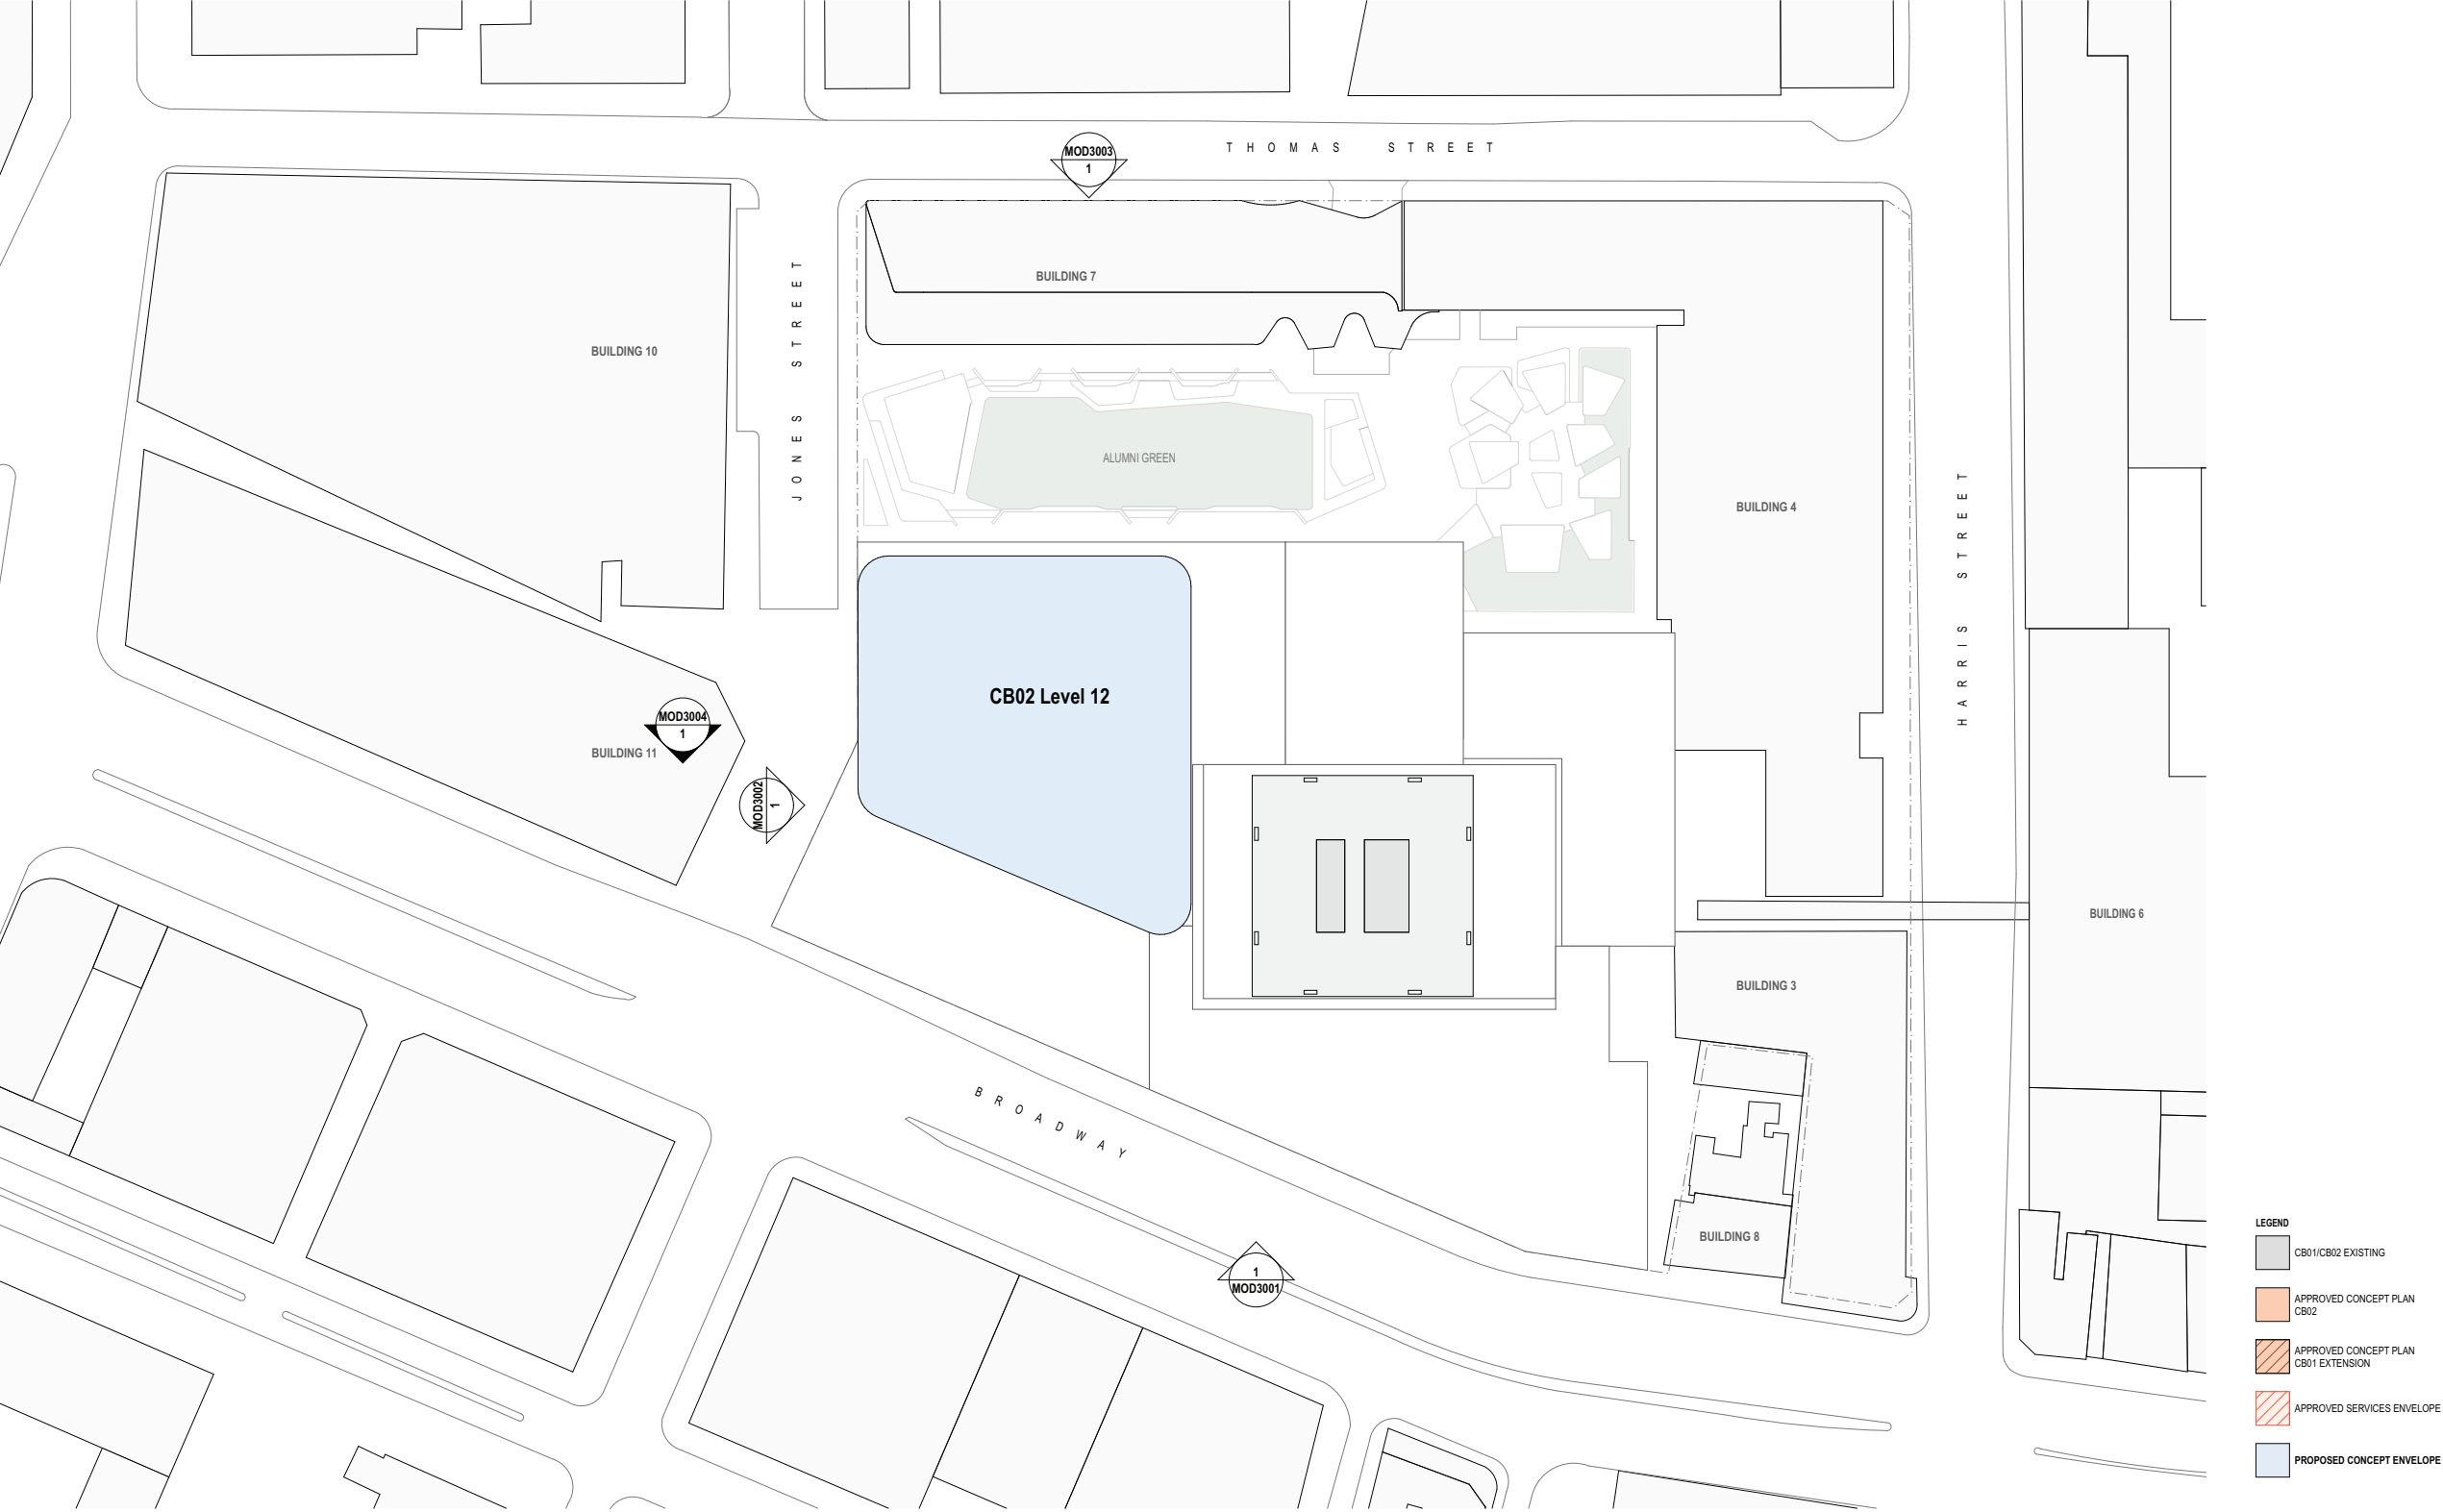 THOMAS STREET
MOD3003
1
BUILDING 7
BUILDING 10
JONES STREET
ALUMNI GREEN
BUILDING 4
HARRIS STREET
CB02 Level 12
MOD3004
1
BUILDING 11
MOD3002
1
BUILDING 6
BUILDING 3
BROADWAY
BUILDING 8
1
MOD3001
LEGEND
CB01/CB02 EXISTING
APPROVED CONCEPT PLAN
CB02
APPROVED CONCEPT PLAN
CB01 EXTENSION
APPROVED SERVICES ENVELOPE
PROPOSED CONCEPT ENVELOPE